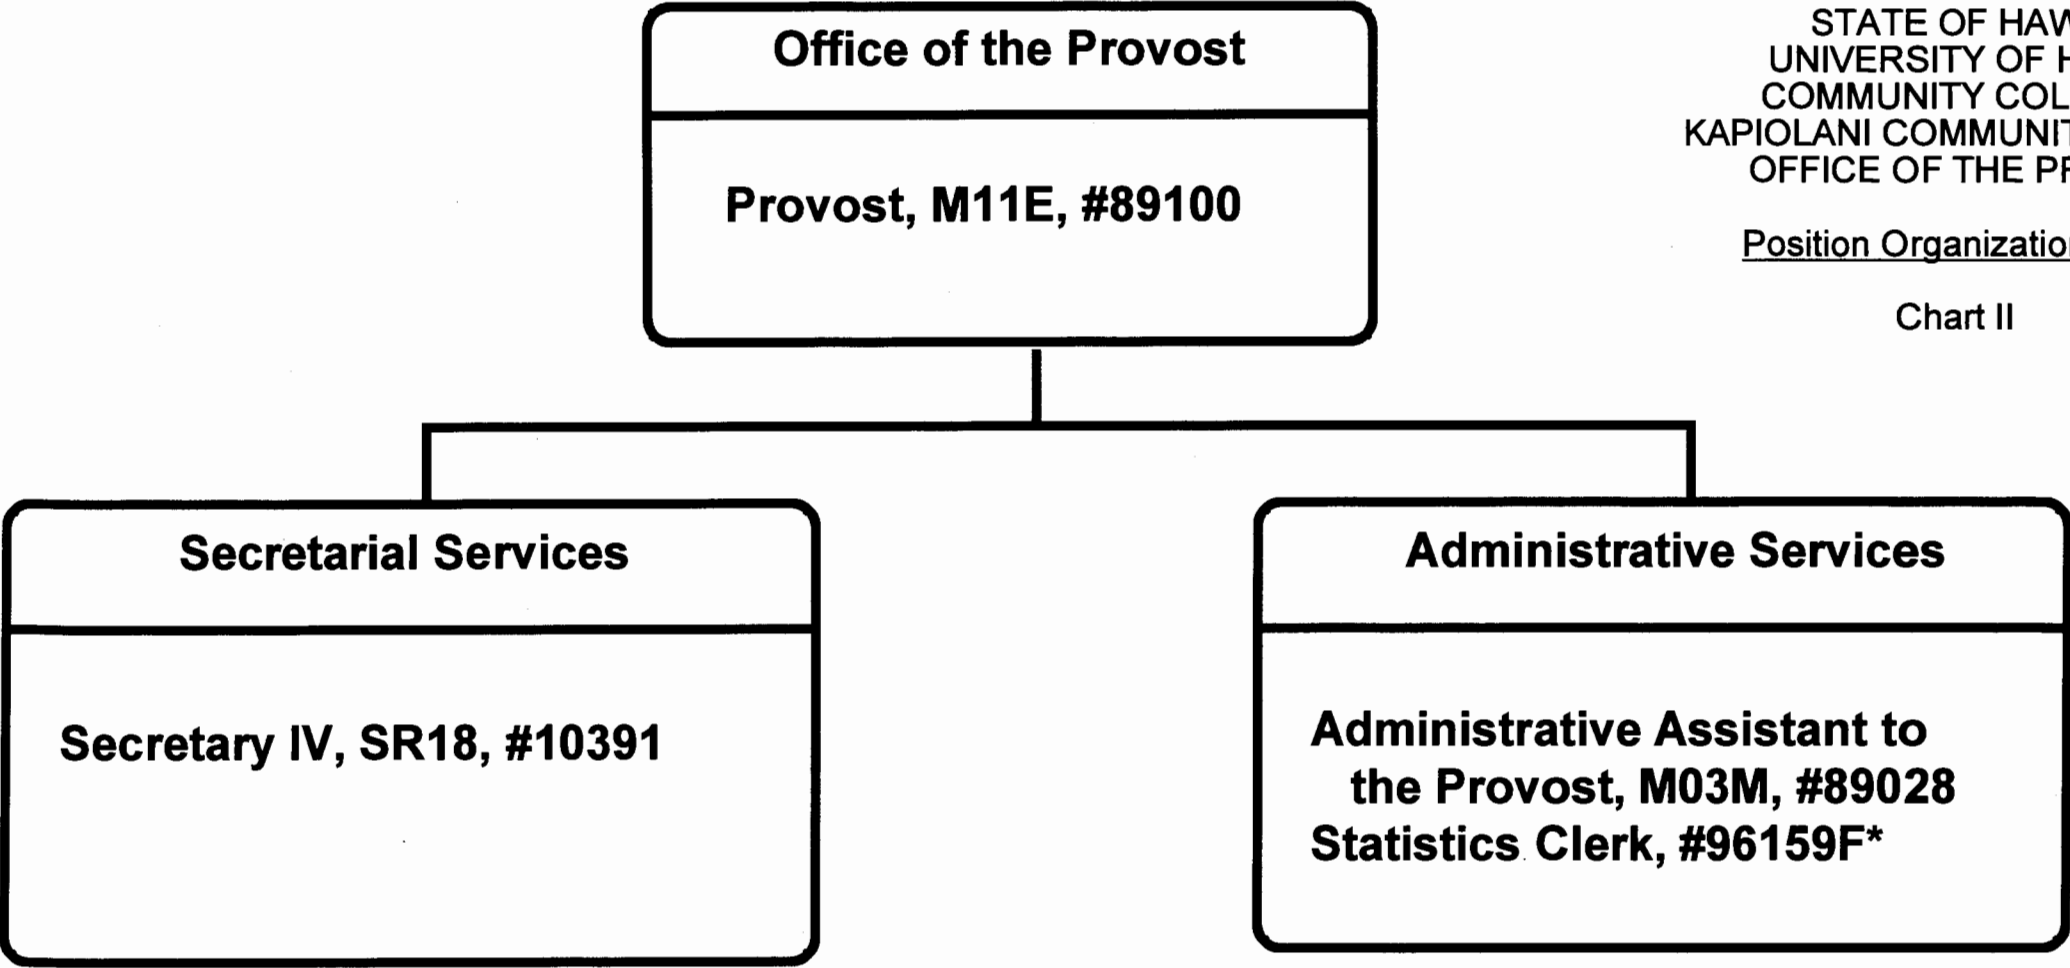 Office of the Provost
Provost, M11E, #89100
STATE OF HAW
UNIVERSITY OF H
COMMUNITY COL
KAPIOLANI COMMUNIT
OFFICE OF THE PR
Position Organization
Chart II
Secretarial Services
Secretary IV, SR18, #10391
Administrative Services
Administrative Assistant to
the Provost, M03M, #89028
Statistics Clerk, #96159F*